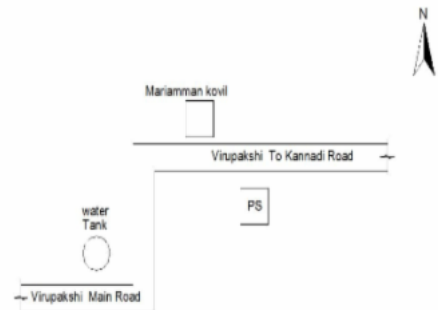 N
Mariamman kovil
Virupakshi To Kannadi Road
PS
water
Tank
Virupakshi Main Road